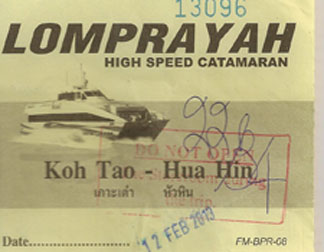 13096
LOMPRAYAH
HIGH SPEED CATAMARAN
DO NOT OPEN
Koh Tao - Hua Hin
เกาะเต่า หัวหิน
Date
12 FEB 2013
FM-BPR-06